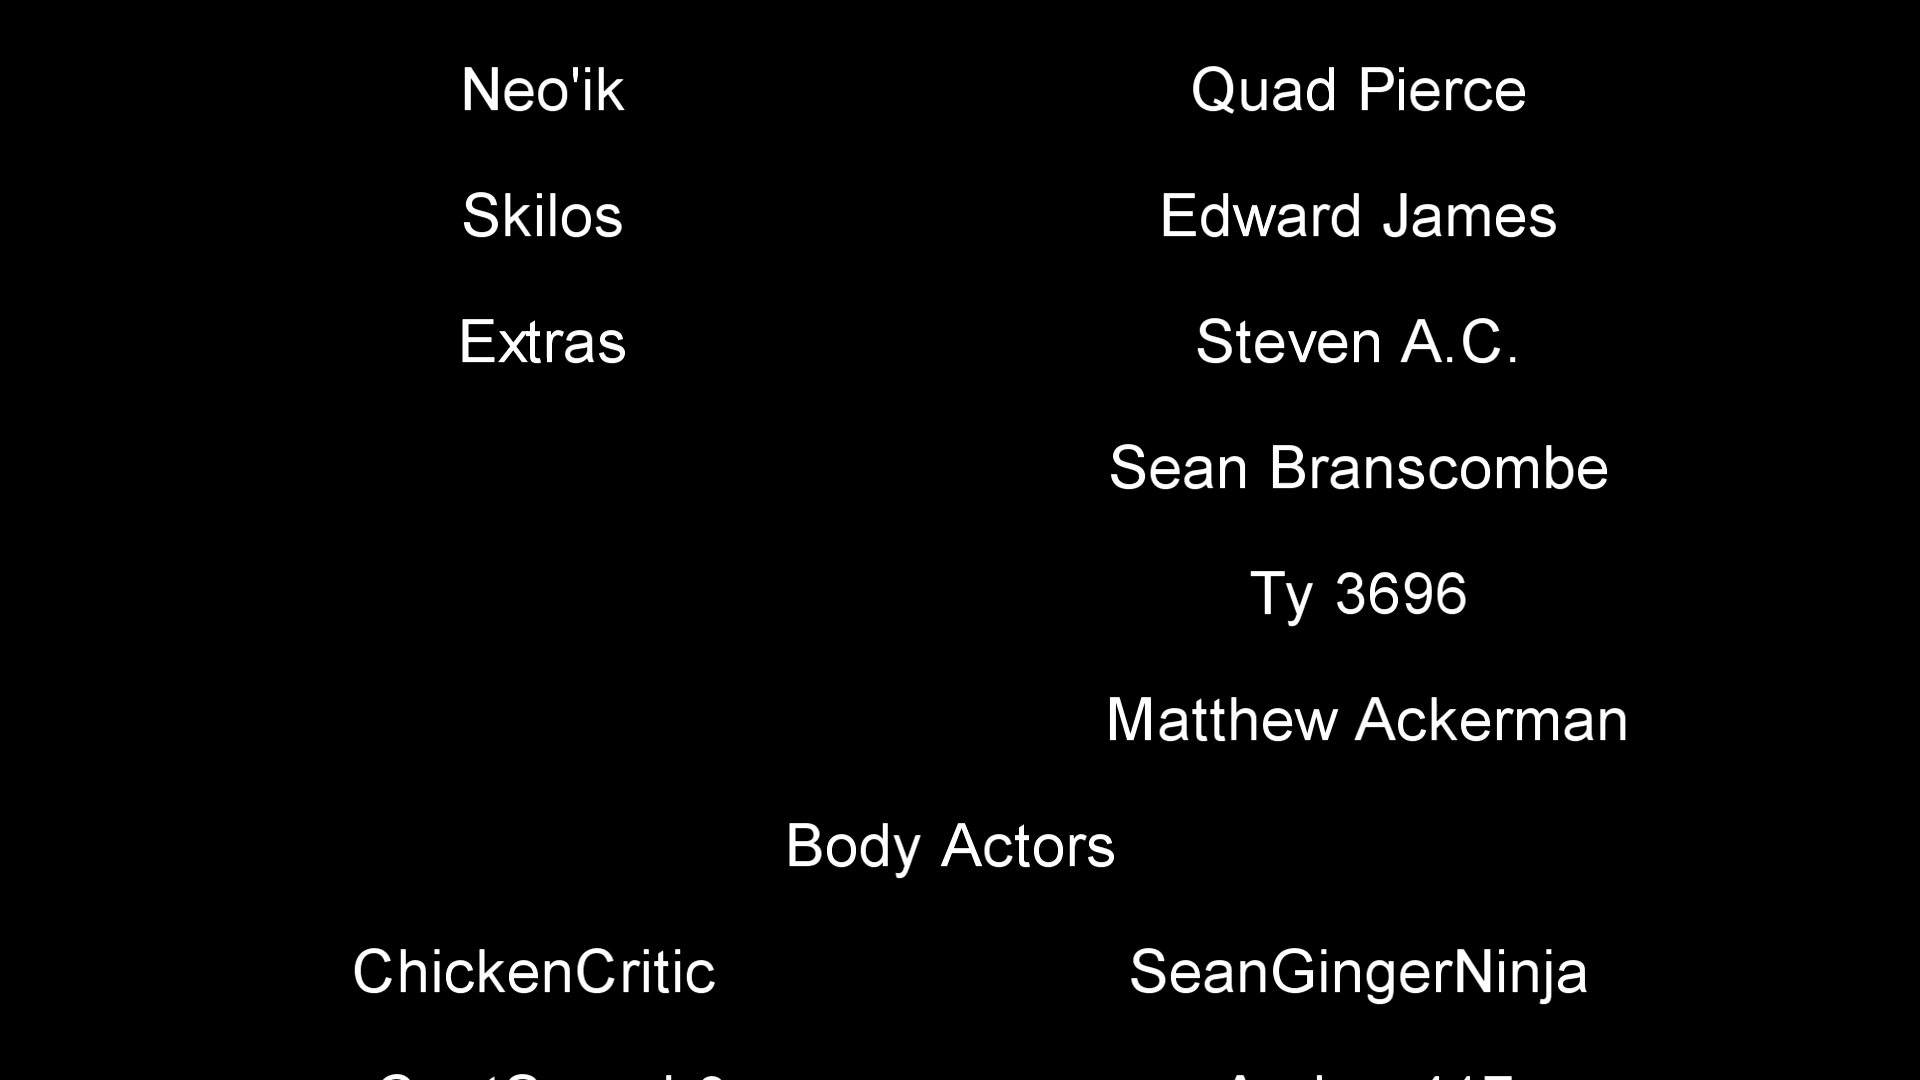 Neo'ik Quad Pierce
Skilos Edward James
Extras Steven A.C.
Sean Branscombe
Ty 3696
Matthew Ackerman
Body Actors
ChickenCritic SeanGingerNinja